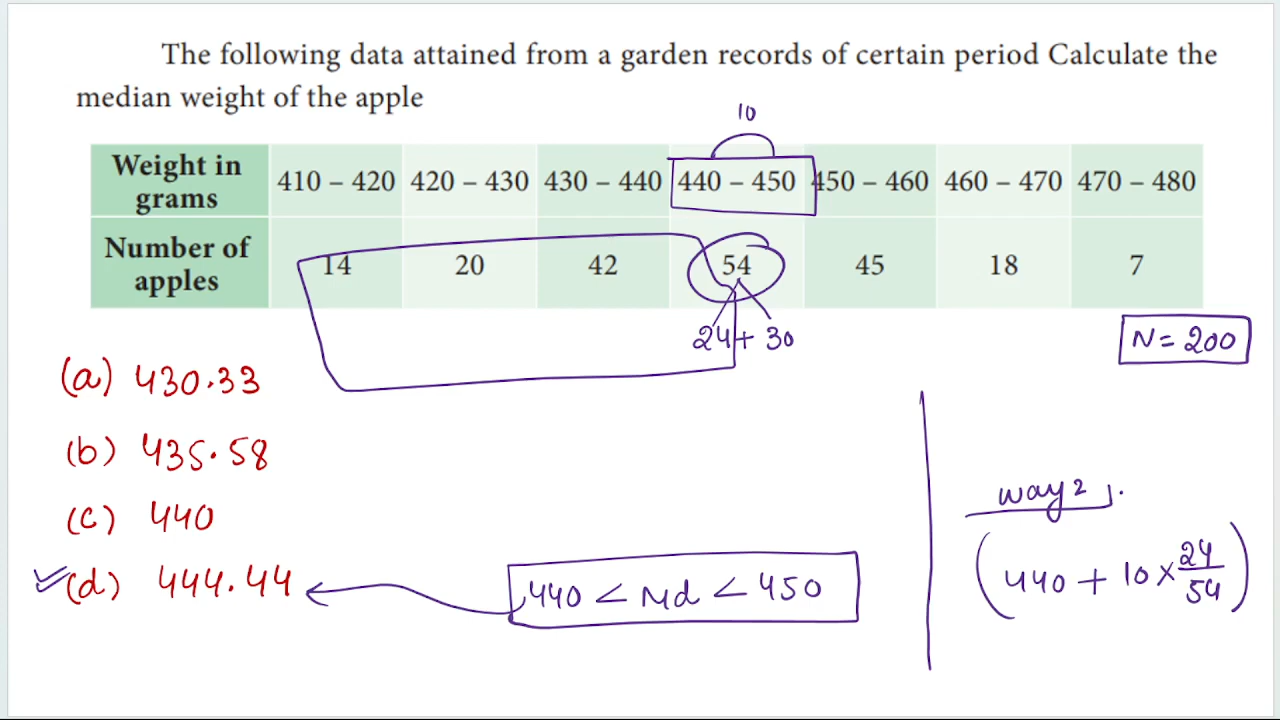 The following data attained from a garden records of certain period Calculate the
median weight of the apple
10
Weight in grams 410 – 420 420 – 430 430 – 440 440 – 450 450 – 460 460 – 470 470 – 480
Number of apples 14 20 42 54 45 18 7
24 + 30
N = 200
(a) 430.33
(b) 435.58
(c) 440
(d) 444.44
440 < Md < 450
way 2
(440 + 10 × 24/54)